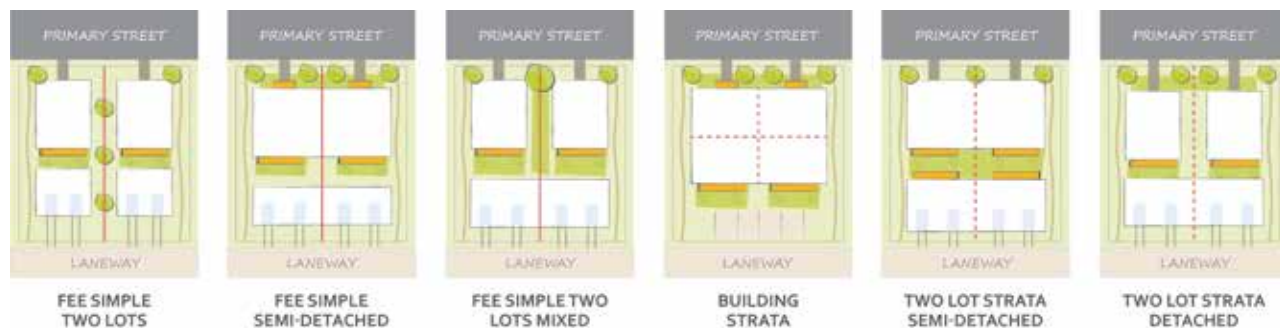 PRIMARY STREET
PRIMARY STREET
PRIMARY STREET
PRIMARY STREET
PRIMARY STREET
PRIMARY STREET
LANEWAY
LANEWAY
LANEWAY
LANEWAY
LANEWAY
LANEWAY
FEE SIMPLE
TWO LOTS
FEE SIMPLE
SEMI-DETACHED
FEE SIMPLE TWO
LOTS MIXED
BUILDING
STRATA
TWO LOT STRATA
SEMI-DETACHED
TWO LOT STRATA
DETACHED